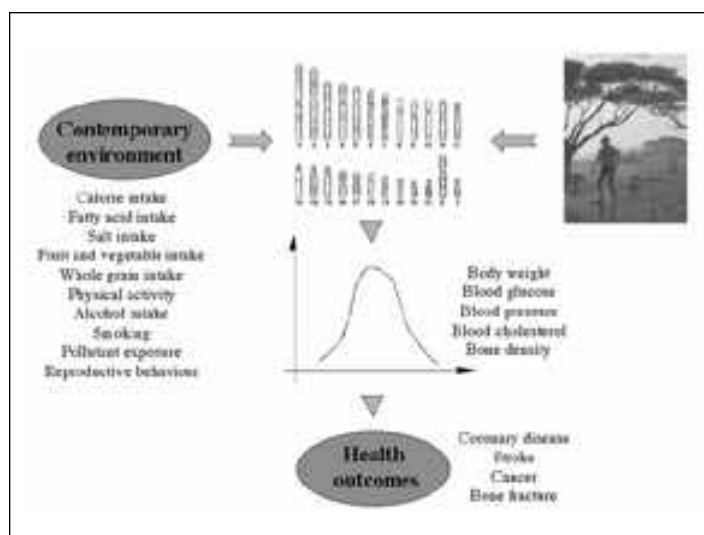 Contemporary
environment
Calorie intake
Fatty acid intake
Salt intake
Fruit and vegetable intake
Whole grain intake
Physical activity
Alcohol intake
Smoking
Pollutant exposure
Reproductive behaviour
Body weight
Blood glucose
Blood pressure
Blood cholesterol
Bone density
Health
outcomes
Coronary disease
Stroke
Cancer
Bone fracture